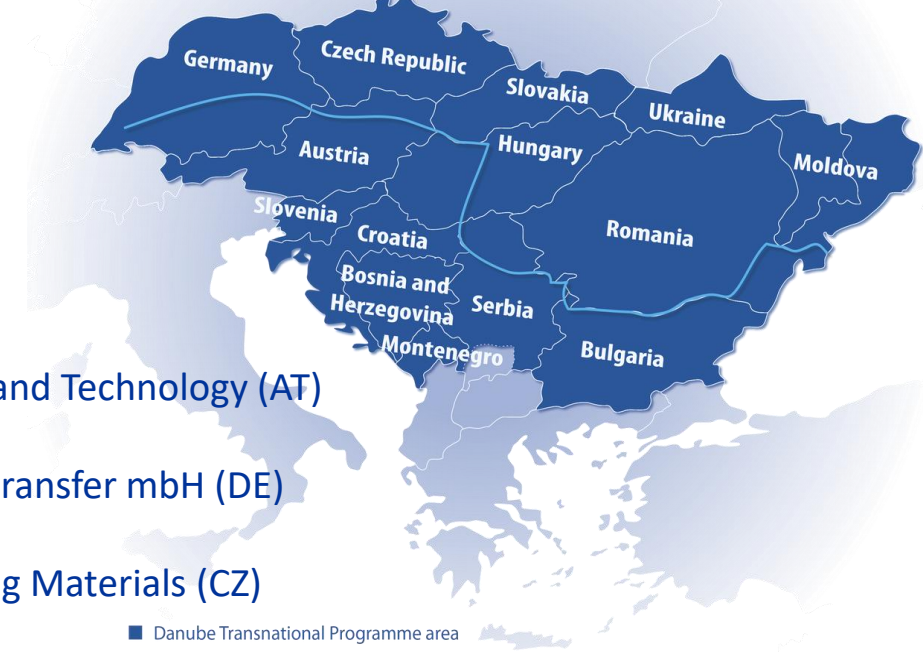 Germany
Czech Republic
Slovakia
Ukraine
Austria
Hungary
Moldova
Slovenia
Croatia
Romania
Bosnia and
Herzegovina
Serbia
Montenegro
Bulgaria
and Technology (AT)
ransfer mbH (DE)
g Materials (CZ)
Danube Transnational Programme area